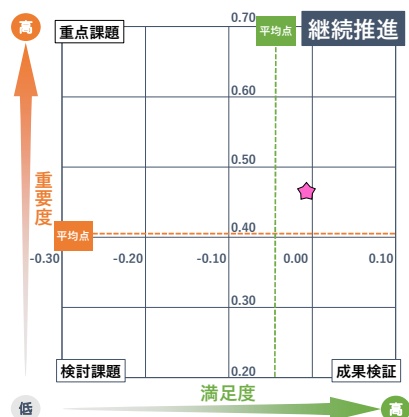 高
重点課題
0.70
平均点
継続推進
0.60
0.50
重要度
平均点
0.40
-0.30
-0.20
-0.10
0.00
0.10
0.30
検討課題
0.20
成果検証
低
満足度
高